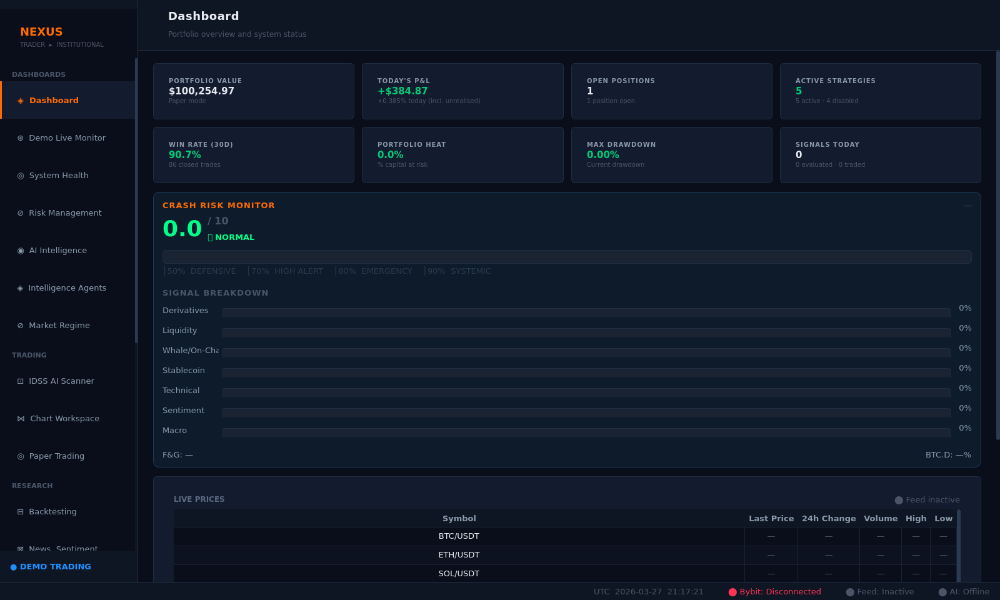 NEXUS
TRADER ▸ INSTITUTIONAL
DASHBOARDS
◈ Dashboard
⊛ Demo Live Monitor
◎ System Health
⊘ Risk Management
◉ AI Intelligence
◈ Intelligence Agents
⊘ Market Regime
TRADING
⊡ IDSS AI Scanner
⋈ Chart Workspace
◎ Paper Trading
RESEARCH
⊟ Backtesting
⊠ News Sentiment
● DEMO TRADING
Dashboard
Portfolio overview and system status
PORTFOLIO VALUE
$100,254.97
Paper mode
TODAY'S P&L
+$384.87
+0.385% today (incl. unrealised)
OPEN POSITIONS
1
1 position open
ACTIVE STRATEGIES
5
5 active · 4 disabled
WIN RATE (30D)
90.7%
86 closed trades
PORTFOLIO HEAT
0.0%
% capital at risk
MAX DRAWDOWN
0.00%
Current drawdown
SIGNALS TODAY
0
0 evaluated · 0 traded
CRASH RISK MONITOR —
0.0 / 10
NORMAL
|50% DEFENSIVE |70% HIGH ALERT |80% EMERGENCY |90% SYSTEMIC
SIGNAL BREAKDOWN
Derivatives 0%
Liquidity 0%
Whale/On-Cha 0%
Stablecoin 0%
Technical 0%
Sentiment 0%
Macro 0%
F&G: — BTC.D: —%
LIVE PRICES ● Feed inactive
Symbol Last Price 24h Change Volume High Low
BTC/USDT — — — — —
ETH/USDT — — — — —
SOL/USDT — — — — —
UTC 2026-03-27 21:17:21 ● Bybit: Disconnected ● Feed: Inactive ● AI: Offline